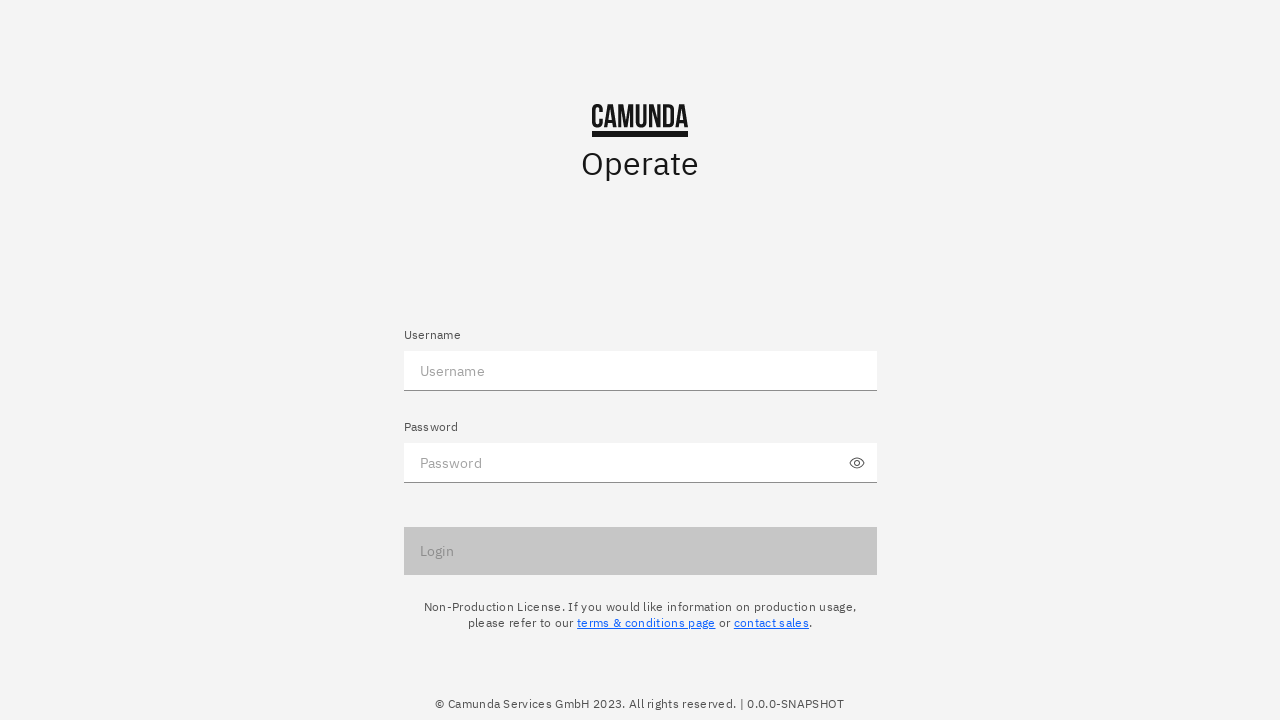 CAMUNDA
Operate
Username
Username
Password
Password
Login
Non-Production License. If you would like information on production usage,
please refer to our terms & conditions page or contact sales.
© Camunda Services GmbH 2023. All rights reserved. | 0.0.0-SNAPSHOT